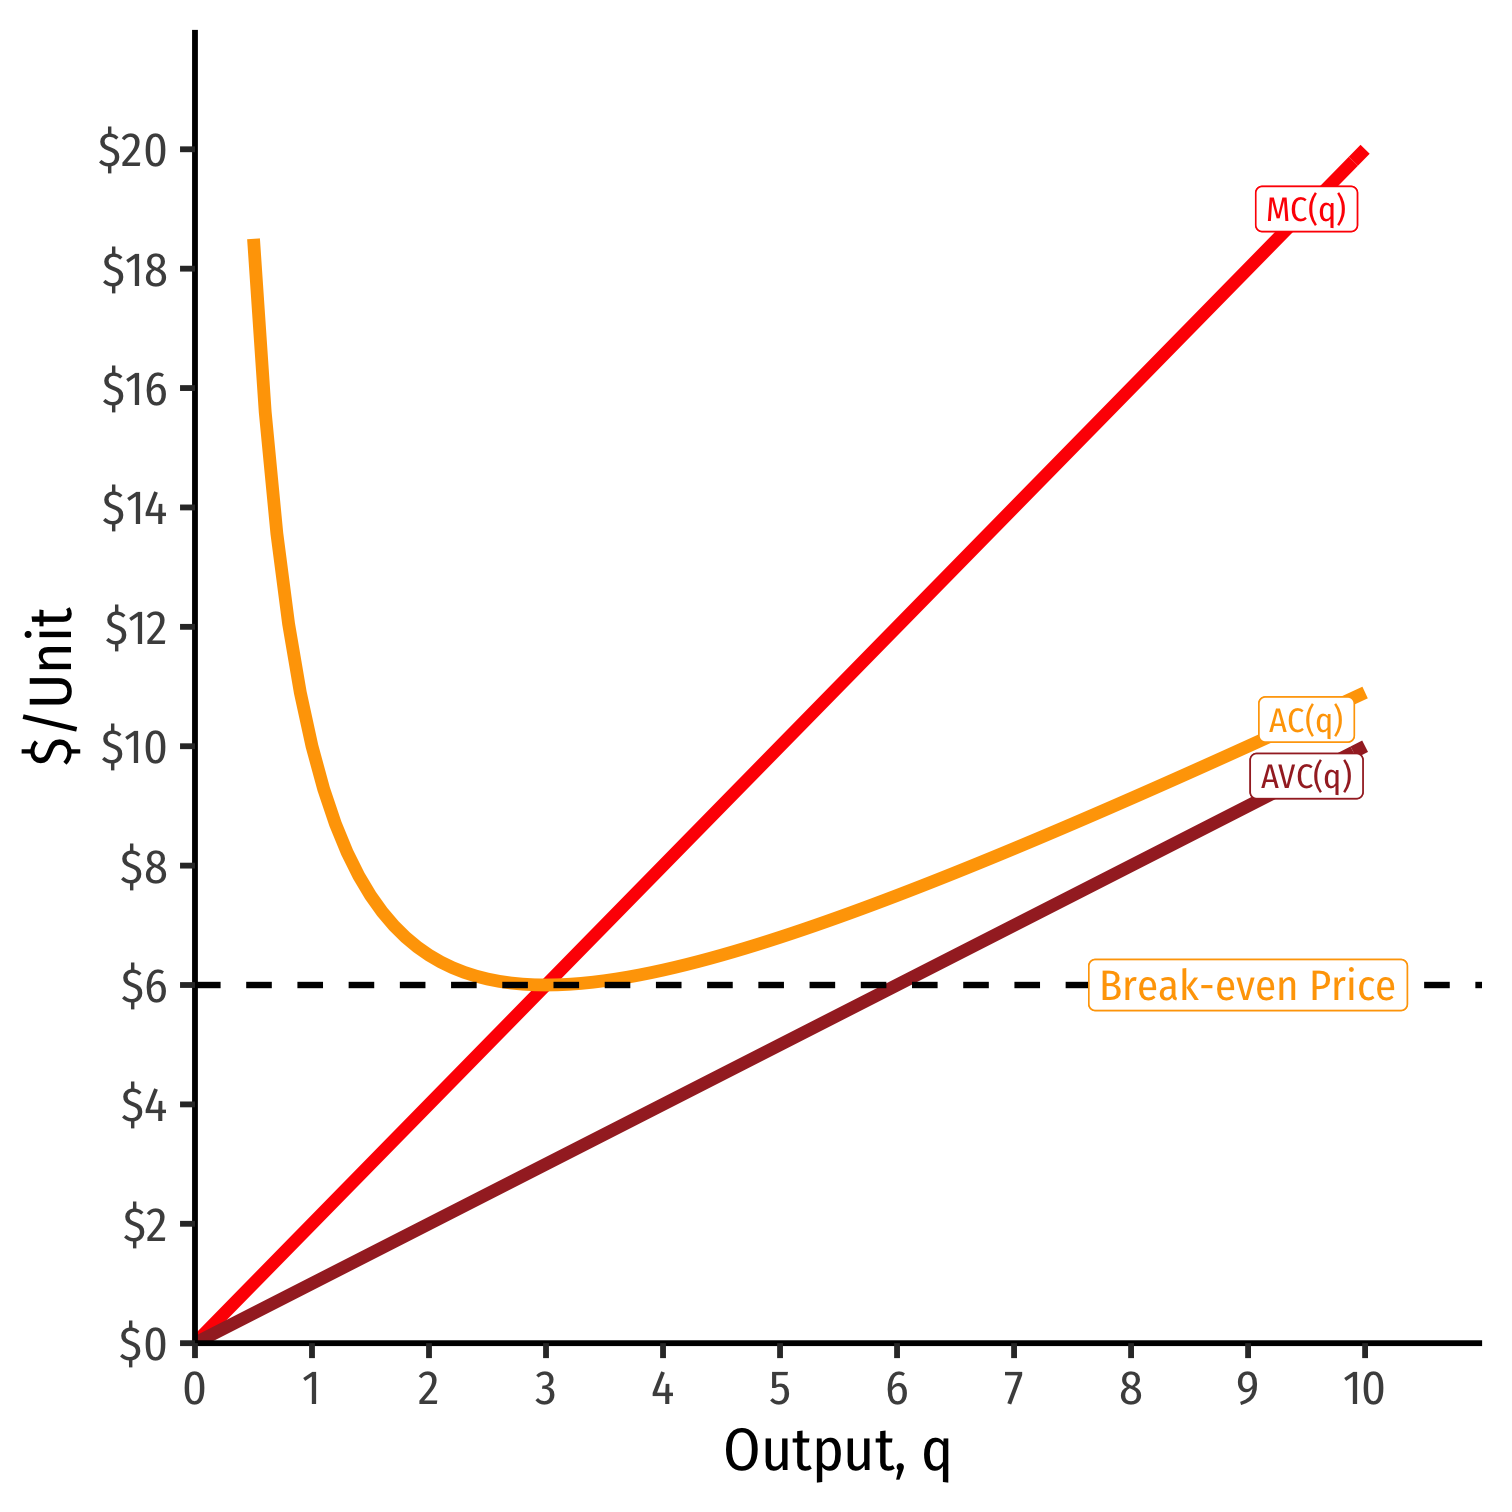 $/Unit
$20
$18
$16
$14
$12
$10
$8
$6
$4
$2
$0
MC(q)
AC(q)
AVC(q)
Break-even Price
0 1 2 3 4 5 6 7 8 9 10
Output, q